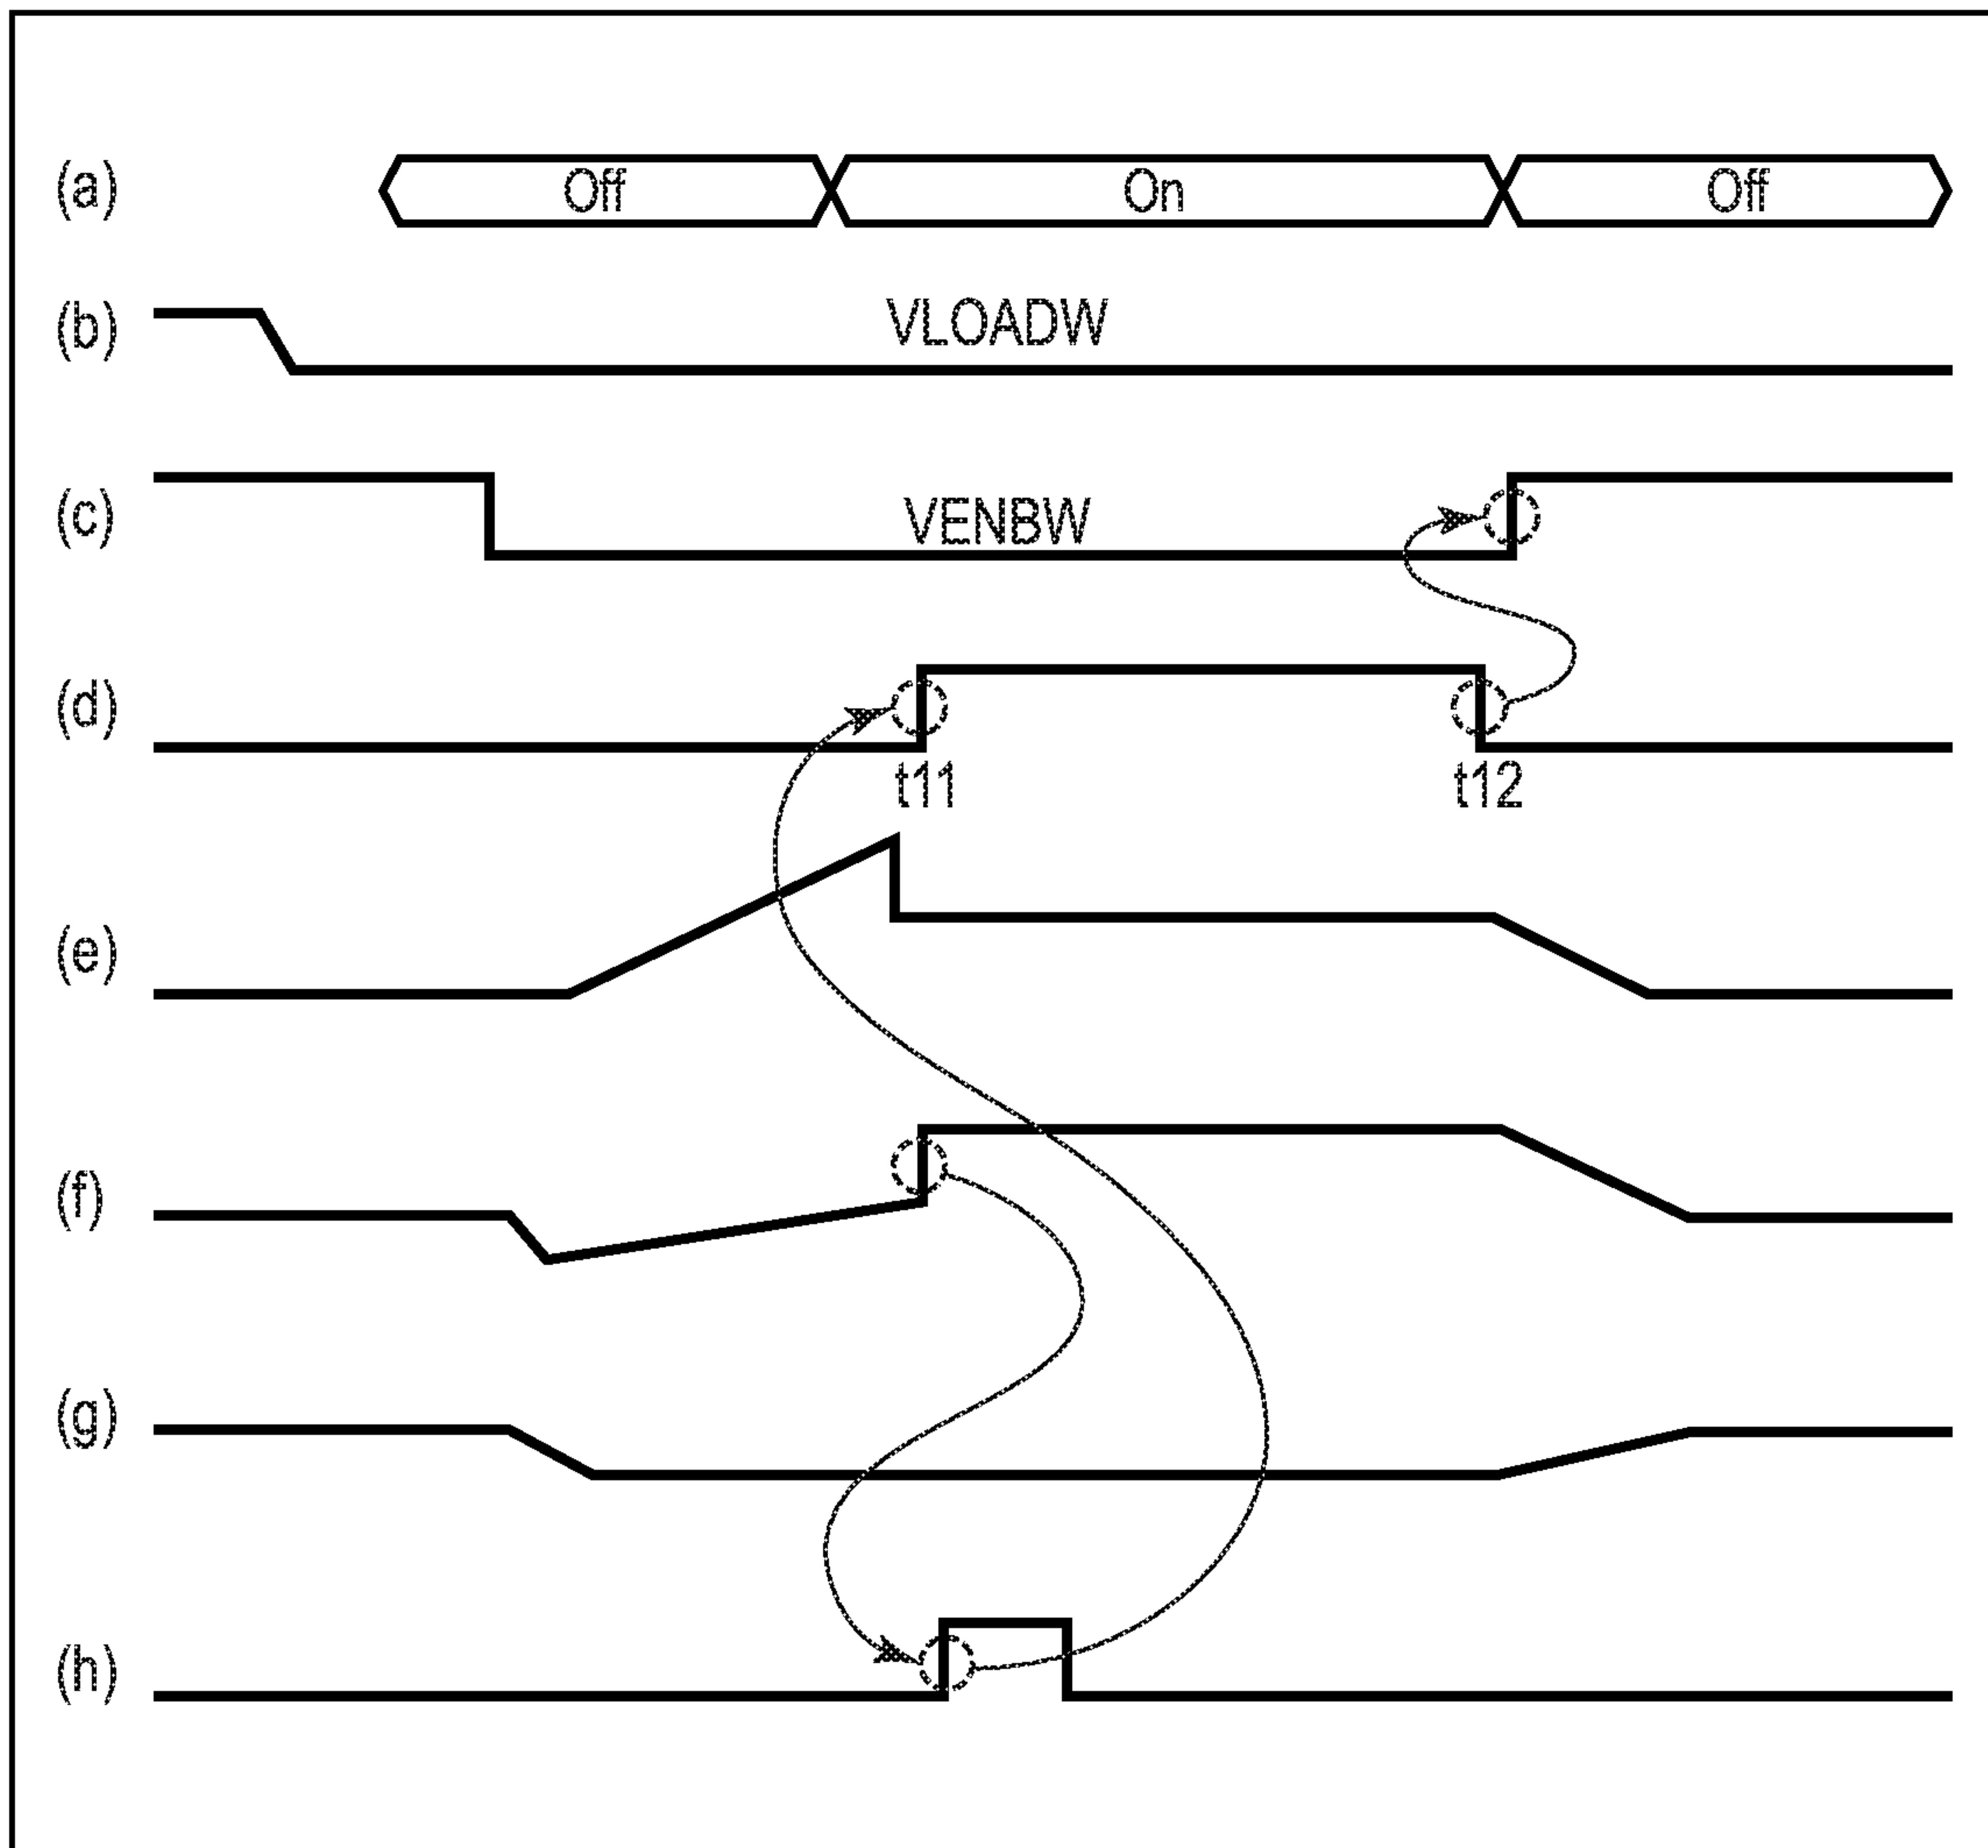 (a) Off On Off
(b) VLOADW
(c) VENBW
(d)
t11 t12
(e)
(f)
(g)
(h)